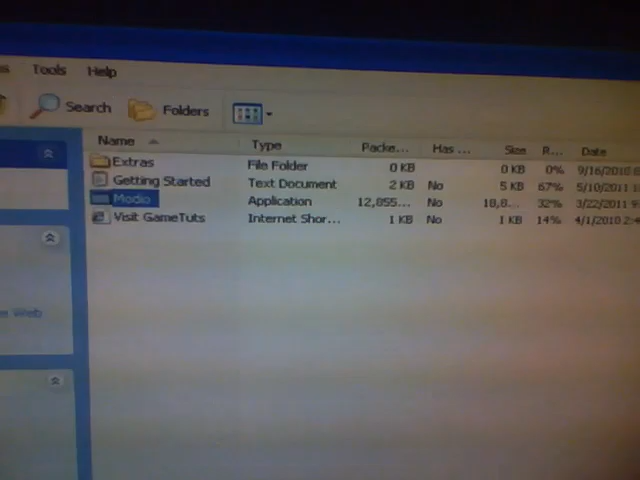 Tools Help
Search Folders
Name Type Packe... Has ... Size R... Date
Extras File Folder 0 KB 0 KB 0% 9/16/2010
Getting Started Text Document 2 KB No 5 KB 67% 5/10/2011
Modio Application 12,855... No 18,8... 32% 3/22/2011 9:
Visit GameTuts Internet Shor... 1 KB No 1 KB 14% 4/1/2010 2:4
Web